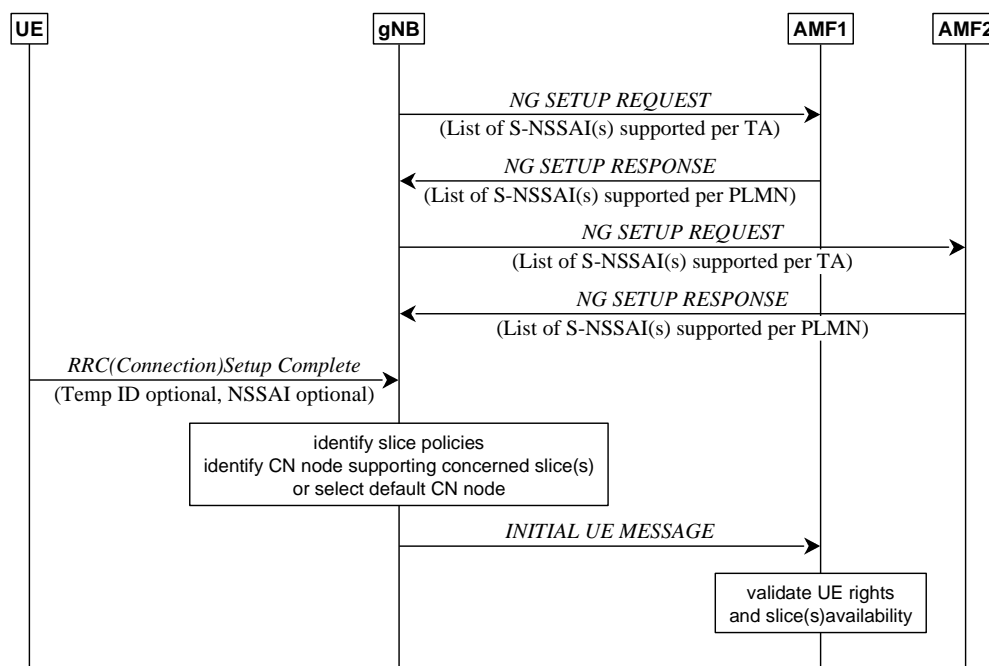 UE
gNB
AMF1
AMF2
NG SETUP REQUEST
(List of S-NSSAI(s) supported per TA)
NG SETUP RESPONSE
(List of S-NSSAI(s) supported per PLMN)
NG SETUP REQUEST
(List of S-NSSAI(s) supported per TA)
NG SETUP RESPONSE
(List of S-NSSAI(s) supported per PLMN)
RRC(Connection)Setup Complete
(Temp ID optional, NSSAI optional)
identify slice policies
identify CN node supporting concerned slice(s)
or select default CN node
INITIAL UE MESSAGE
validate UE rights
and slice(s)availability